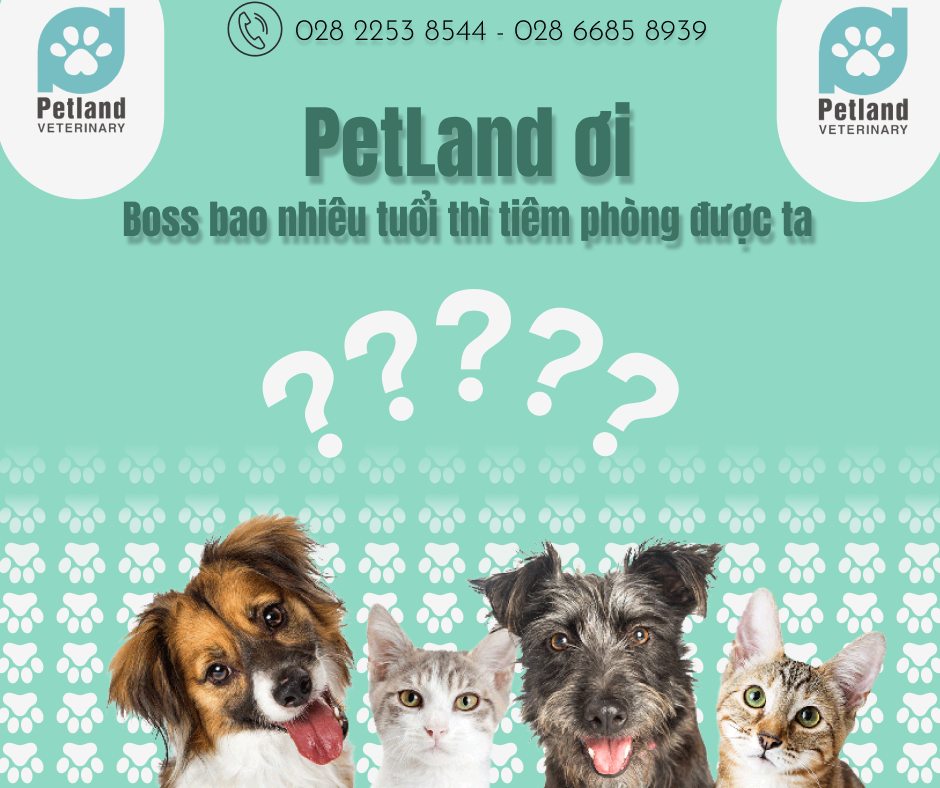 028 2253 8544 - 028 6685 8939
Petland
VETERINARY
Petland
VETERINARY
PetLand ơi
Boss bao nhiêu tuổi thì tiêm phòng được ta
? ? ? ? ?